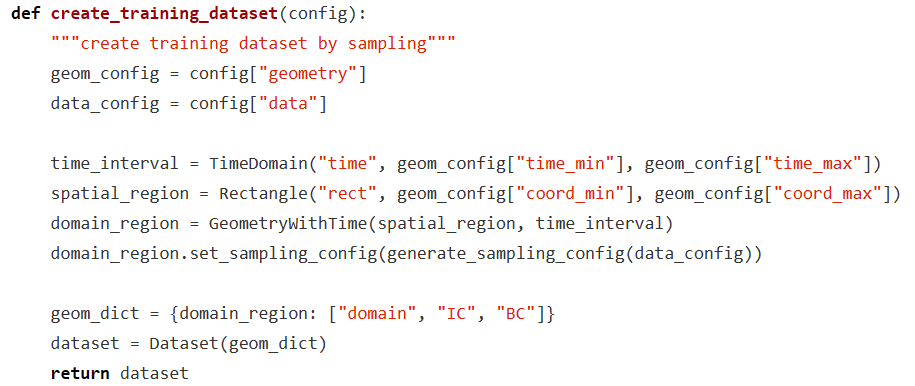 def create_training_dataset(config):
    """create training dataset by sampling"""
    geom_config = config["geometry"]
    data_config = config["data"]

    time_interval = TimeDomain("time", geom_config["time_min"], geom_config["time_max"])
    spatial_region = Rectangle("rect", geom_config["coord_min"], geom_config["coord_max"])
    domain_region = GeometryWithTime(spatial_region, time_interval)
    domain_region.set_sampling_config(generate_sampling_config(data_config))

    geom_dict = {domain_region: ["domain", "IC", "BC"]}
    dataset = Dataset(geom_dict)
    return dataset